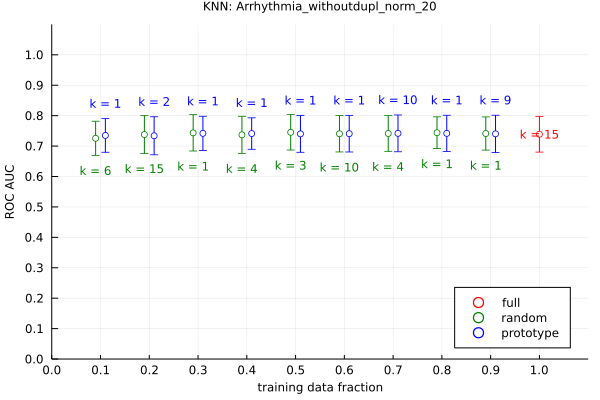 KNN: Arrhythmia_withoutdupl_norm_20
1.0
0.9
0.8
0.7
0.6
0.5
0.4
0.3
0.2
0.1
0.0
ROC AUC
k = 1
k = 2
k = 1
k = 1
k = 1
k = 1
k = 10
k = 1
k = 9
k = 15
k = 6
k = 15
k = 1
k = 4
k = 3
k = 10
k = 4
k = 1
k = 1
full
random
prototype
0.0 0.1 0.2 0.3 0.4 0.5 0.6 0.7 0.8 0.9 1.0
training data fraction